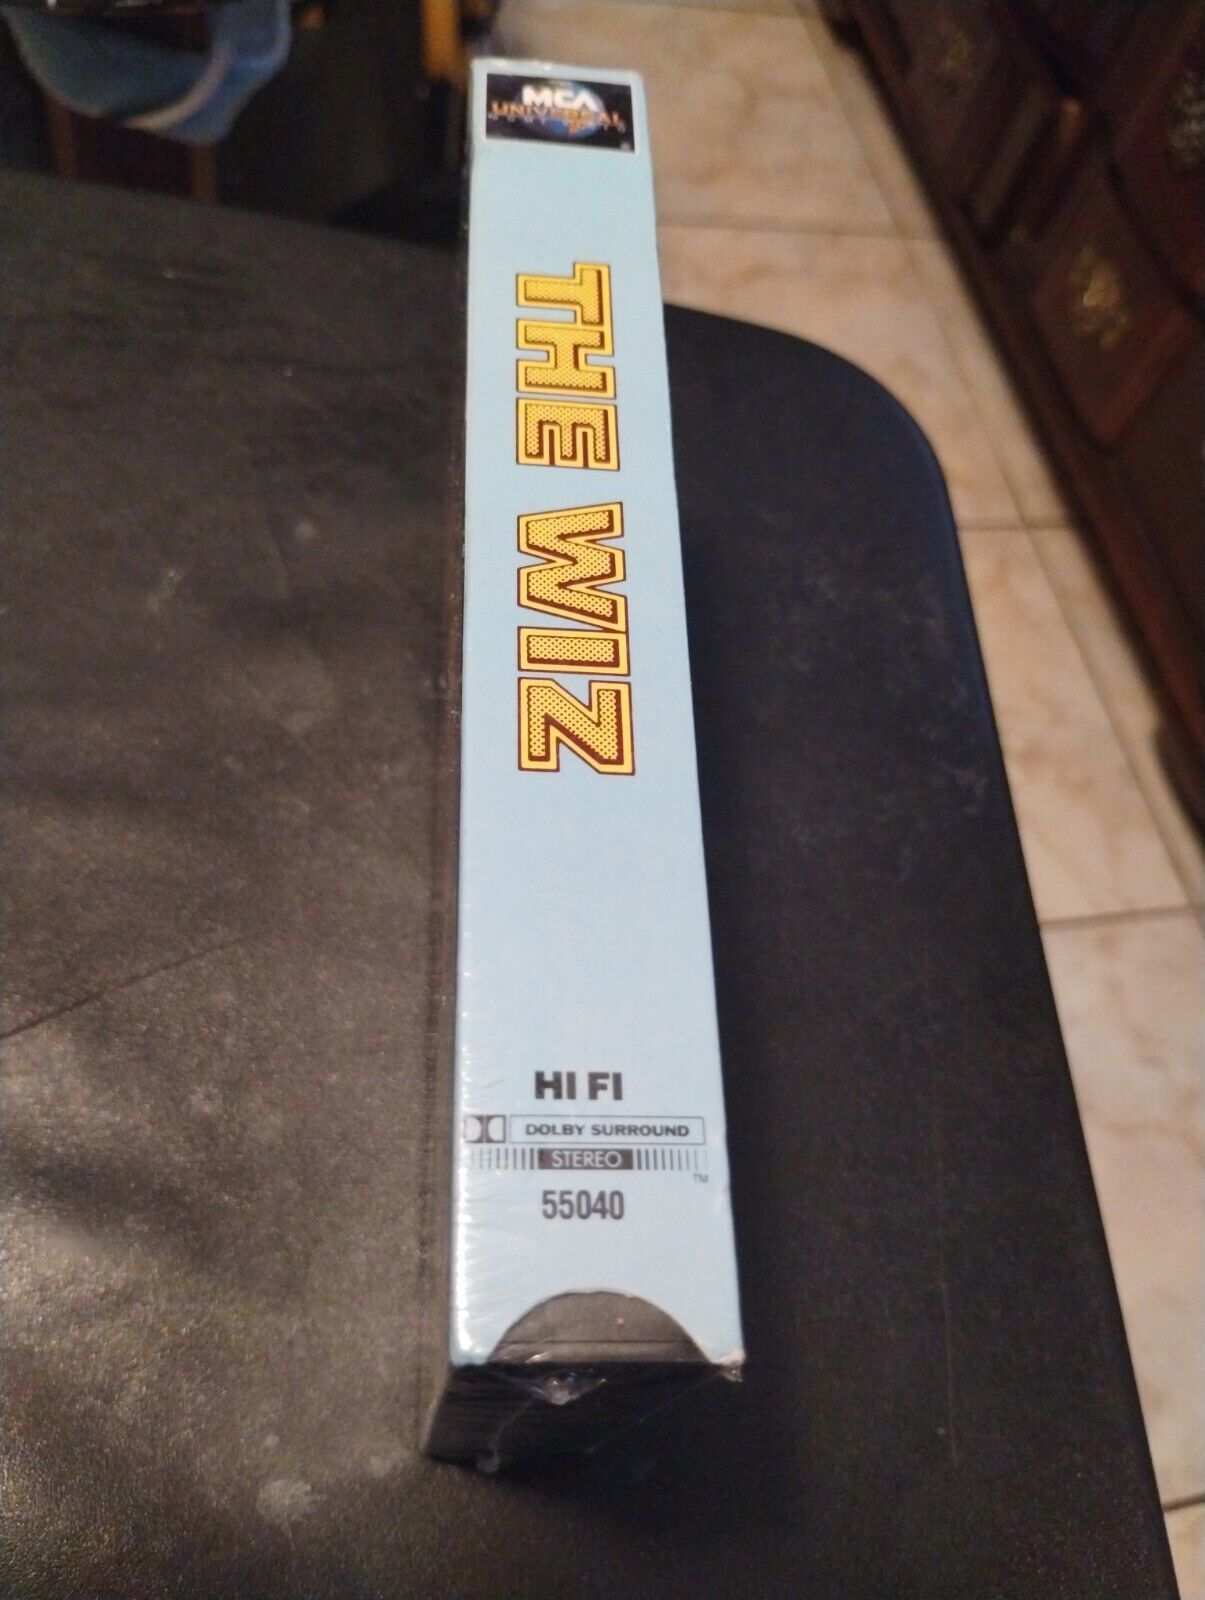 MCA
UNIVERSAL
THE WIZ
HI FI
DOLBY SURROUND
STEREO
TM
55040